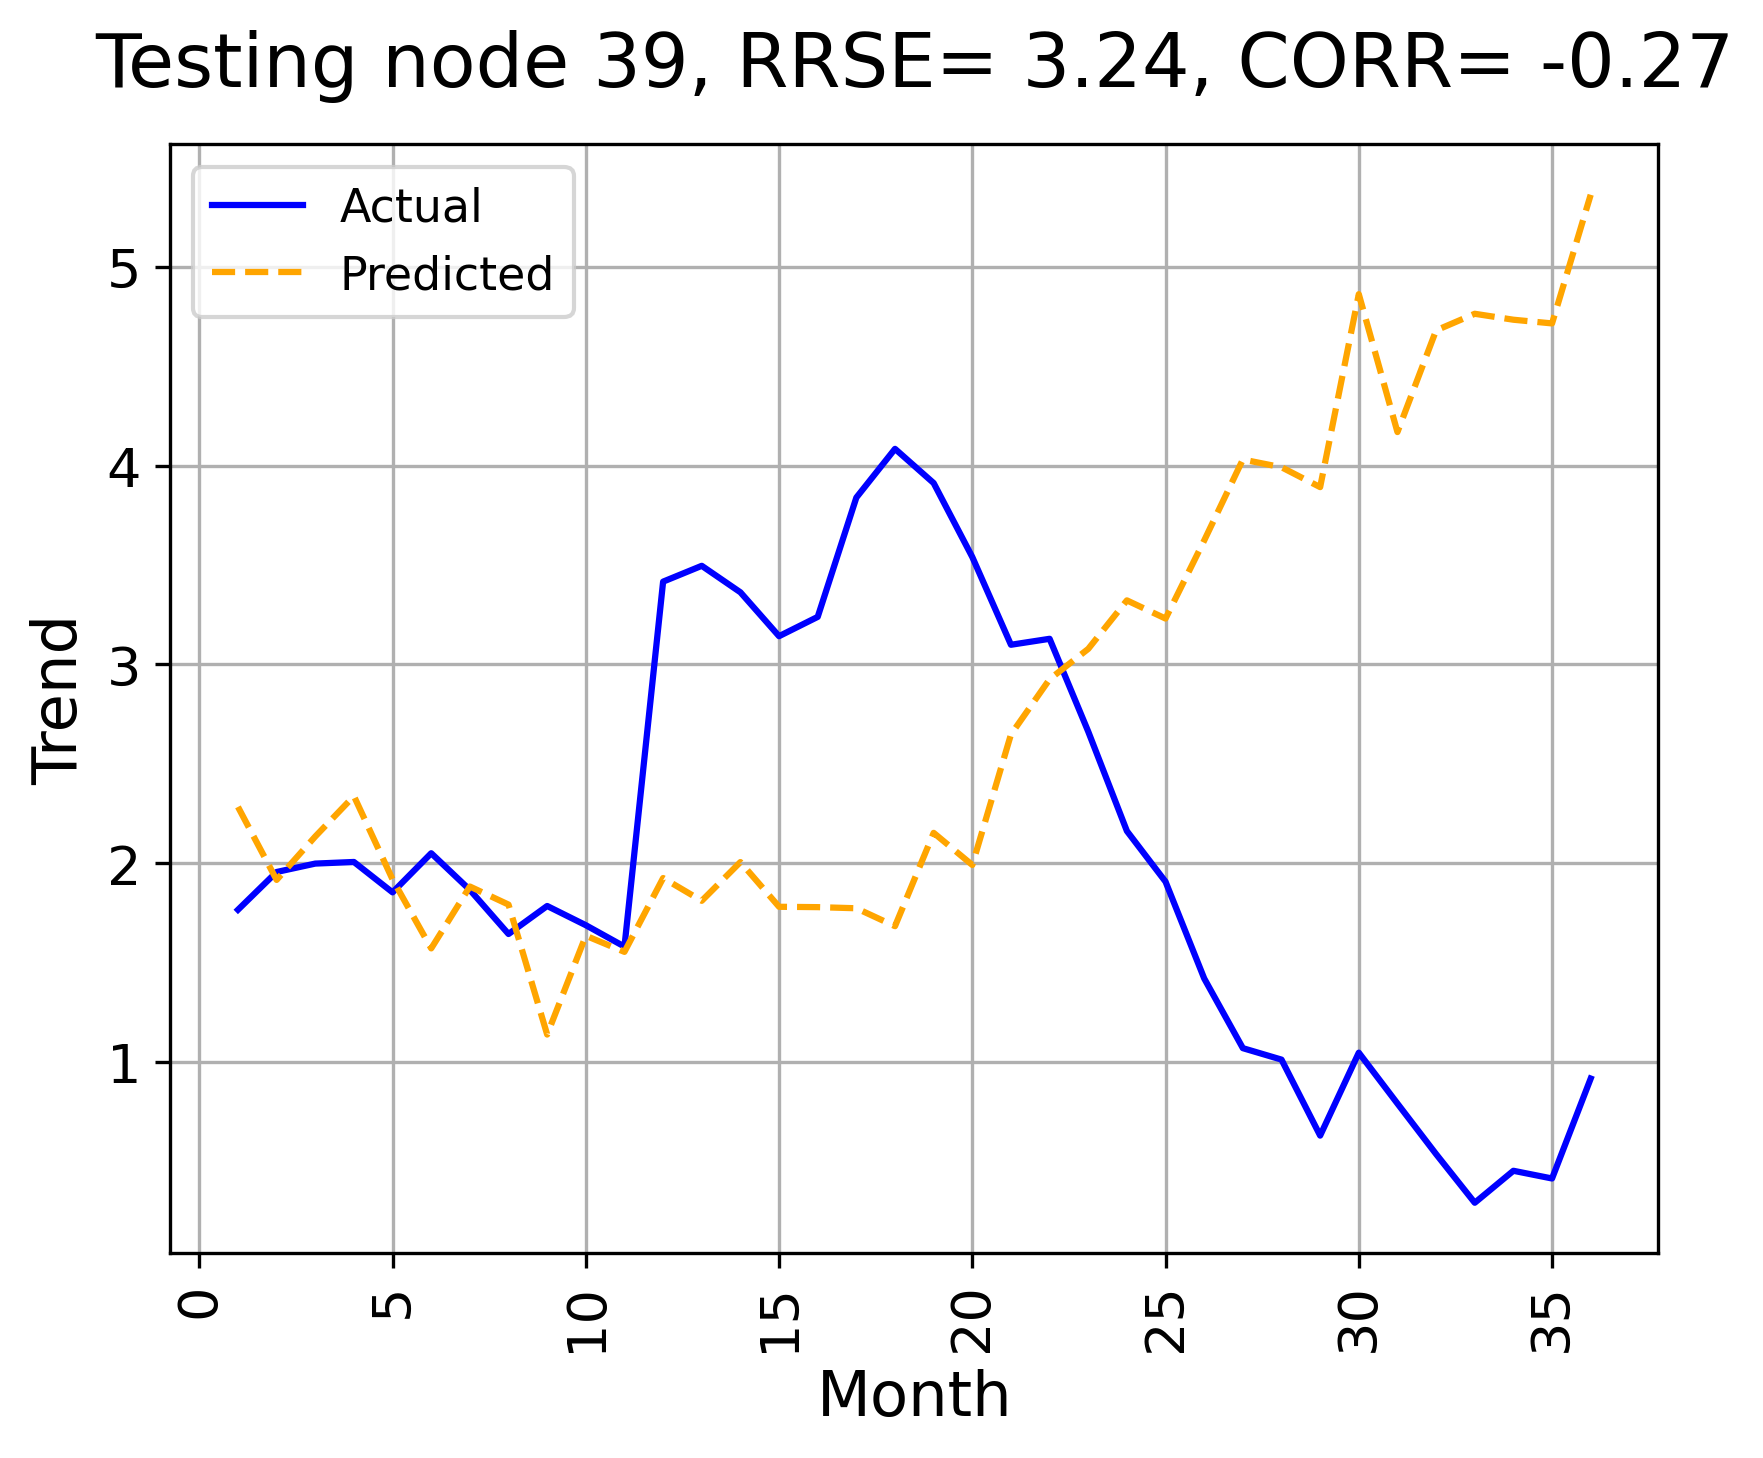 Testing node 39, RRSE= 3.24, CORR= -0.27
Actual
Predicted
Trend
5
4
3
2
1
0
5
10
15
20
25
30
35
Month